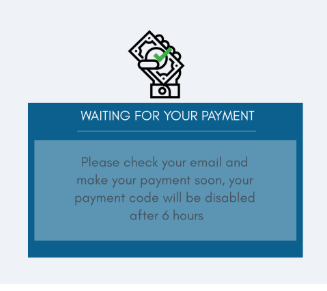 WAITING FOR YOUR PAYMENT
Please check your email and
make your payment soon, your
payment code will be disabled
after 6 hours